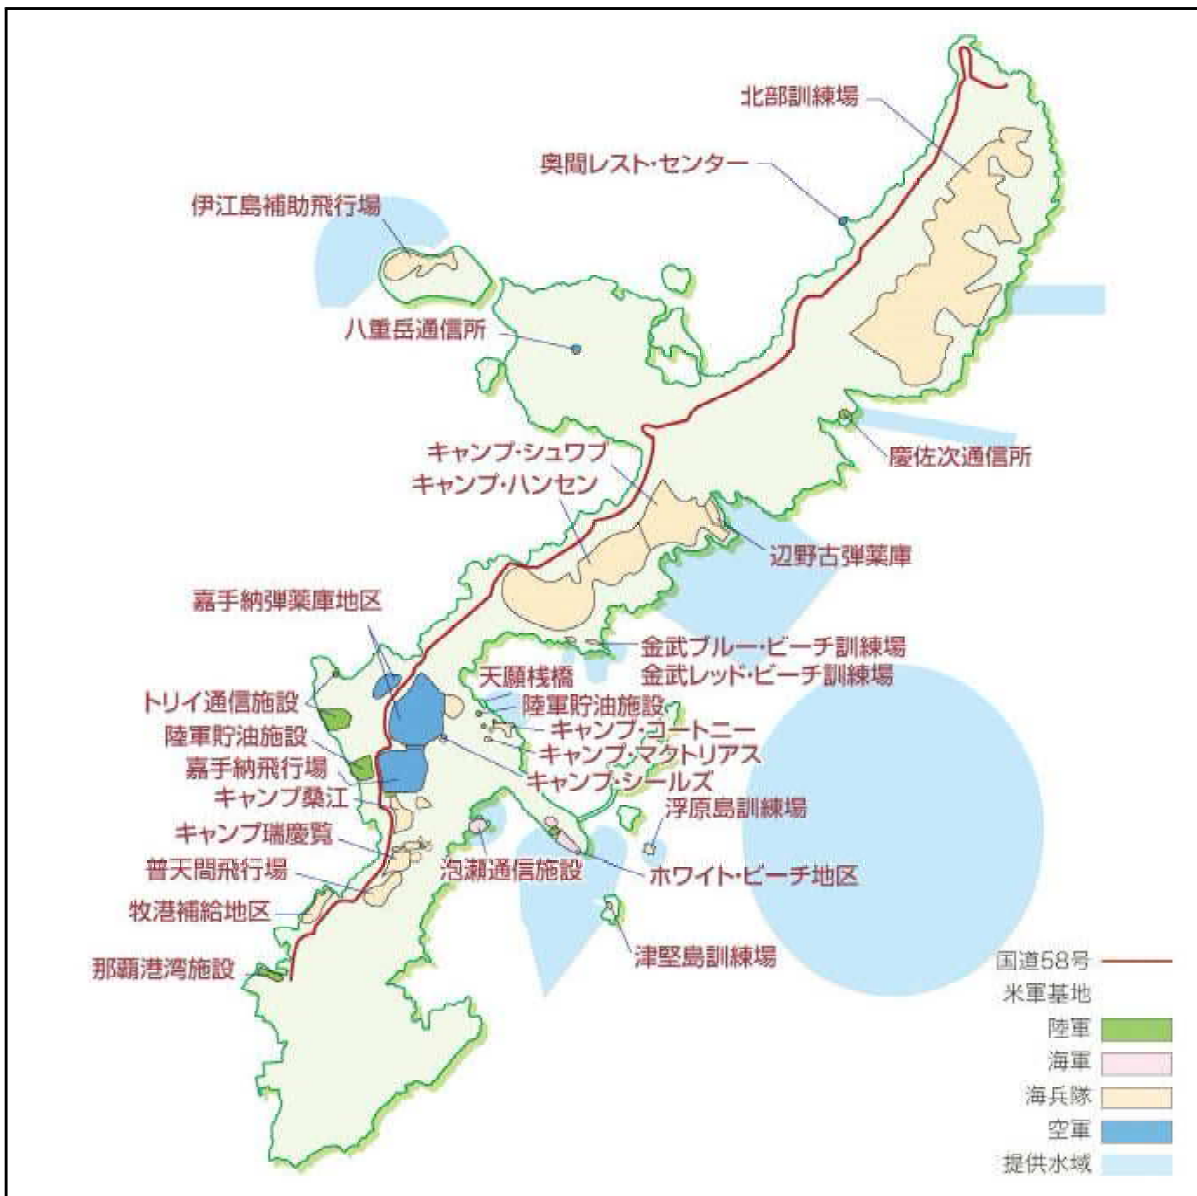 北部訓練場
奥間レスト・センター
伊江島補助飛行場
八重岳通信所
キャンプ・シュワブ
慶佐次通信所
キャンプ・ハンセン
辺野古弾薬庫
嘉手納弾薬庫地区
金武ブルー・ビーチ訓練場
金武レッド・ビーチ訓練場
天願桟橋
トリイ通信施設
陸軍貯油施設
キャンプ・コートニー
陸軍貯油施設
キャンプ・マクトリアス
嘉手納飛行場
キャンプ・シールズ
キャンプ桑江
浮原島訓練場
キャンプ瑞慶覧
普天間飛行場
泡瀬通信施設
ホワイト・ビーチ地区
牧港補給地区
津堅島訓練場
那覇港湾施設
国道58号
米軍基地
陸軍
海軍
海兵隊
空軍
提供水域